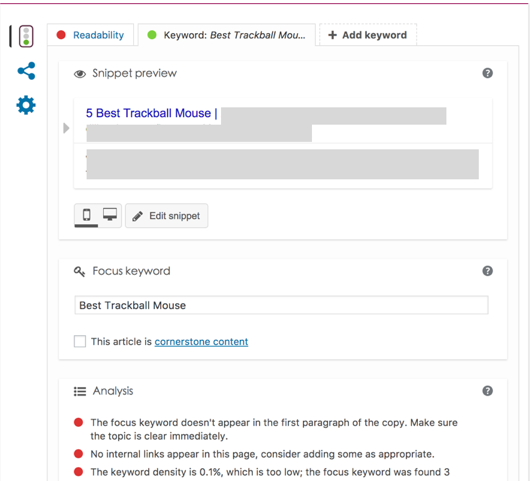 Readability
Keyword: Best Trackball Mou...
+ Add keyword
Snippet preview
?
5 Best Trackball Mouse |
Edit snippet
Focus keyword
?
Best Trackball Mouse
This article is cornerstone content
Analysis
?
The focus keyword doesn't appear in the first paragraph of the copy. Make sure
the topic is clear immediately.
No internal links appear in this page, consider adding some as appropriate.
The keyword density is 0.1%, which is too low; the focus keyword was found 3